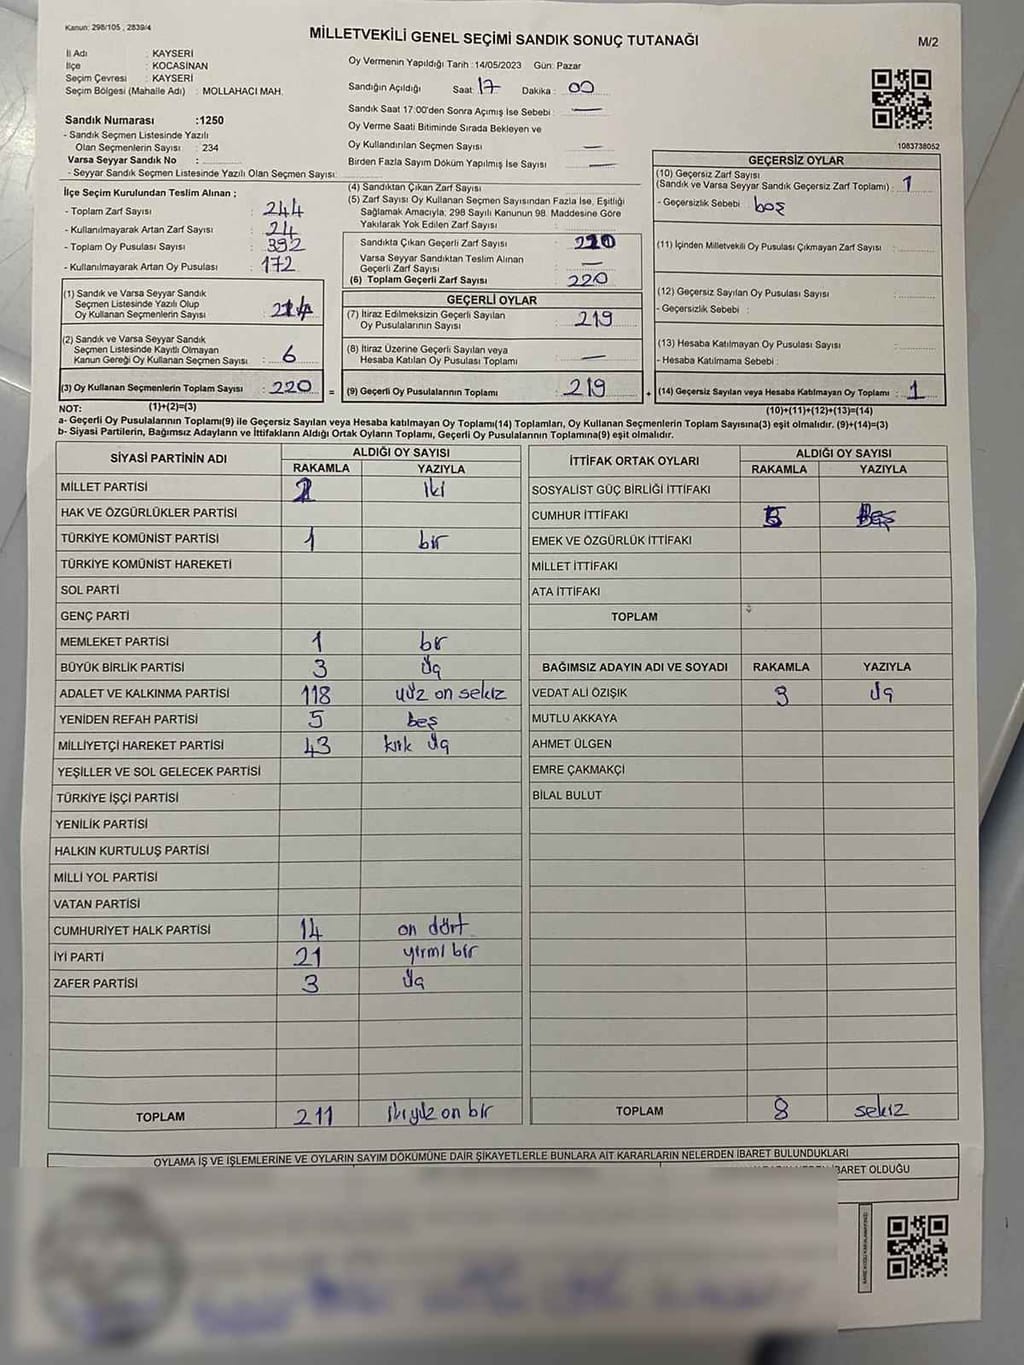 Kanun: 298/105 , 2839/4
MİLLETVEKİLİ GENEL SEÇİMİ SANDIK SONUÇ TUTANAĞI
M/2
İl Adı : KAYSERİ
İlçe : KOCASİNAN
Seçim Çevresi : KAYSERİ
Seçim Bölgesi (Mahalle Adı) : MOLLAHACI MAH.
Oy Vermenin Yapıldığı Tarih : 14/05/2023 Gün: Pazar
Sandığın Açıldığı Saat: 17 Dakika : 00
Sandık Saat 17:00'den Sonra Açımış İse Sebebi : —
Oy Verme Saati Bitiminde Sırada Bekleyen ve
Oy Kullandırılan Seçmen Sayısı : —
Birden Fazla Sayım Döküm Yapılmış İse Sayısı : —
1083738052
Sandık Numarası :1250
- Sandık Seçmen Listesinde Yazılı
Olan Seçmenlerin Sayısı : 234
Varsa Seyyar Sandık No :
- Seyyar Sandık Seçmen Listesinde Yazılı Olan Seçmen Sayısı:
İlçe Seçim Kurulundan Teslim Alınan ;
- Toplam Zarf Sayısı : 244
- Kullanılmayarak Artan Zarf Sayısı : 24
- Toplam Oy Pusulası Sayısı : 392
- Kullanılmayarak Artan Oy Pusulası : 172
(1) Sandık ve Varsa Seyyar Sandık
Seçmen Listesinde Yazılı Olup
Oy Kullanan Seçmenlerin Sayısı : 214
(2) Sandık ve Varsa Seyyar Sandık
Seçmen Listesinde Kayıtlı Olmayan
Kanun Gereği Oy Kullanan Seçmen Sayısı : 6
(3) Oy Kullanan Seçmenlerin Toplam Sayısı : 220 =
(1)+(2)=(3)
(4) Sandıktan Çıkan Zarf Sayısı :
(5) Zarf Sayısı Oy Kullanan Seçmen Sayısından Fazla İse, Eşitliği
Sağlamak Amacıyla; 298 Sayılı Kanunun 98. Maddesine Göre
Yakılarak Yok Edilen Zarf Sayısı :
Sandıkta Çıkan Geçerli Zarf Sayısı : 220
Varsa Seyyar Sandıktan Teslim Alınan
Geçerli Zarf Sayısı : —
(6) Toplam Geçerli Zarf Sayısı : 220
GEÇERLİ OYLAR
(7) İtiraz Edilmeksizin Geçerli Sayılan
Oy Pusulalarının Sayısı : 219
(8) İtiraz Üzerine Geçerli Sayılan veya
Hesaba Katılan Oy Pusulası Toplamı : —
(9) Geçerli Oy Pusulalarının Toplamı : 219 +
GEÇERSİZ OYLAR
(10) Geçersiz Zarf Sayısı
(Sandık ve Varsa Seyyar Sandık Geçersiz Zarf Toplamı) : 1
- Geçersizlik Sebebi : boş
(11) İçinden Milletvekili Oy Pusulası Çıkmayan Zarf Sayısı :
(12) Geçersiz Sayılan Oy Pusulası Sayısı :
- Geçersizlik Sebebi :
(13) Hesaba Katılmayan Oy Pusulası Sayısı :
- Hesaba Katılmama Sebebi :
(14) Geçersiz Sayılan veya Hesaba Katılmayan Oy Toplamı : 1
(10)+(11)+(12)+(13)=(14)
NOT:
a- Geçerli Oy Pusulalarının Toplamı(9) ile Geçersiz Sayılan veya Hesaba katılmayan Oy Toplamı(14) Toplamları, Oy Kullanan Seçmenlerin Toplam Sayısına(3) eşit olmalıdır. (9)+(14)=(3)
b- Siyasi Partilerin, Bağımsız Adayların ve İttifakların Aldığı Ortak Oyların Toplamı, Geçerli Oy Pusulalarının Toplamına(9) eşit olmalıdır.
SİYASİ PARTİNİN ADI ALDIĞI OY SAYISI
RAKAMLA YAZIYLA
MİLLET PARTİSİ 2 iki
HAK VE ÖZGÜRLÜKLER PARTİSİ
TÜRKİYE KOMÜNİST PARTİSİ 1 bir
TÜRKİYE KOMÜNİST HAREKETİ
SOL PARTİ
GENÇ PARTİ
MEMLEKET PARTİSİ 1 bir
BÜYÜK BİRLİK PARTİSİ 3 üç
ADALET VE KALKINMA PARTİSİ 118 yüz on sekiz
YENİDEN REFAH PARTİSİ 5 beş
MİLLİYETÇİ HAREKET PARTİSİ 43 kırk üç
YEŞİLLER VE SOL GELECEK PARTİSİ
TÜRKİYE İŞÇİ PARTİSİ
YENİLİK PARTİSİ
HALKIN KURTULUŞ PARTİSİ
MİLLİ YOL PARTİSİ
VATAN PARTİSİ
CUMHURİYET HALK PARTİSİ 14 on dört
İYİ PARTİ 21 yirmi bir
ZAFER PARTİSİ 3 üç
TOPLAM 211 ikiyüz on bir
İTTİFAK ORTAK OYLARI ALDIĞI OY SAYISI
RAKAMLA YAZIYLA
SOSYALİST GÜÇ BİRLİĞİ İTTİFAKI
CUMHUR İTTİFAKI 5 Beş
EMEK VE ÖZGÜRLÜK İTTİFAKI
MİLLET İTTİFAKI
ATA İTTİFAKI
TOPLAM
BAĞIMSIZ ADAYIN ADI VE SOYADI RAKAMLA YAZIYLA
VEDAT ALİ ÖZIŞIK 3 üç
MUTLU AKKAYA
AHMET ÜLGEN
EMRE ÇAKMAKÇI
BİLAL BULUT
TOPLAM 8 sekiz
OYLAMA İŞ VE İŞLEMLERİNE VE OYLARIN SAYIM DÖKÜMÜNE DAİR ŞİKAYETLERLE BUNLARA AİT KARARLARIN NELERDEN İBARET BULUNDUKLARI
İBARET OLDUĞU